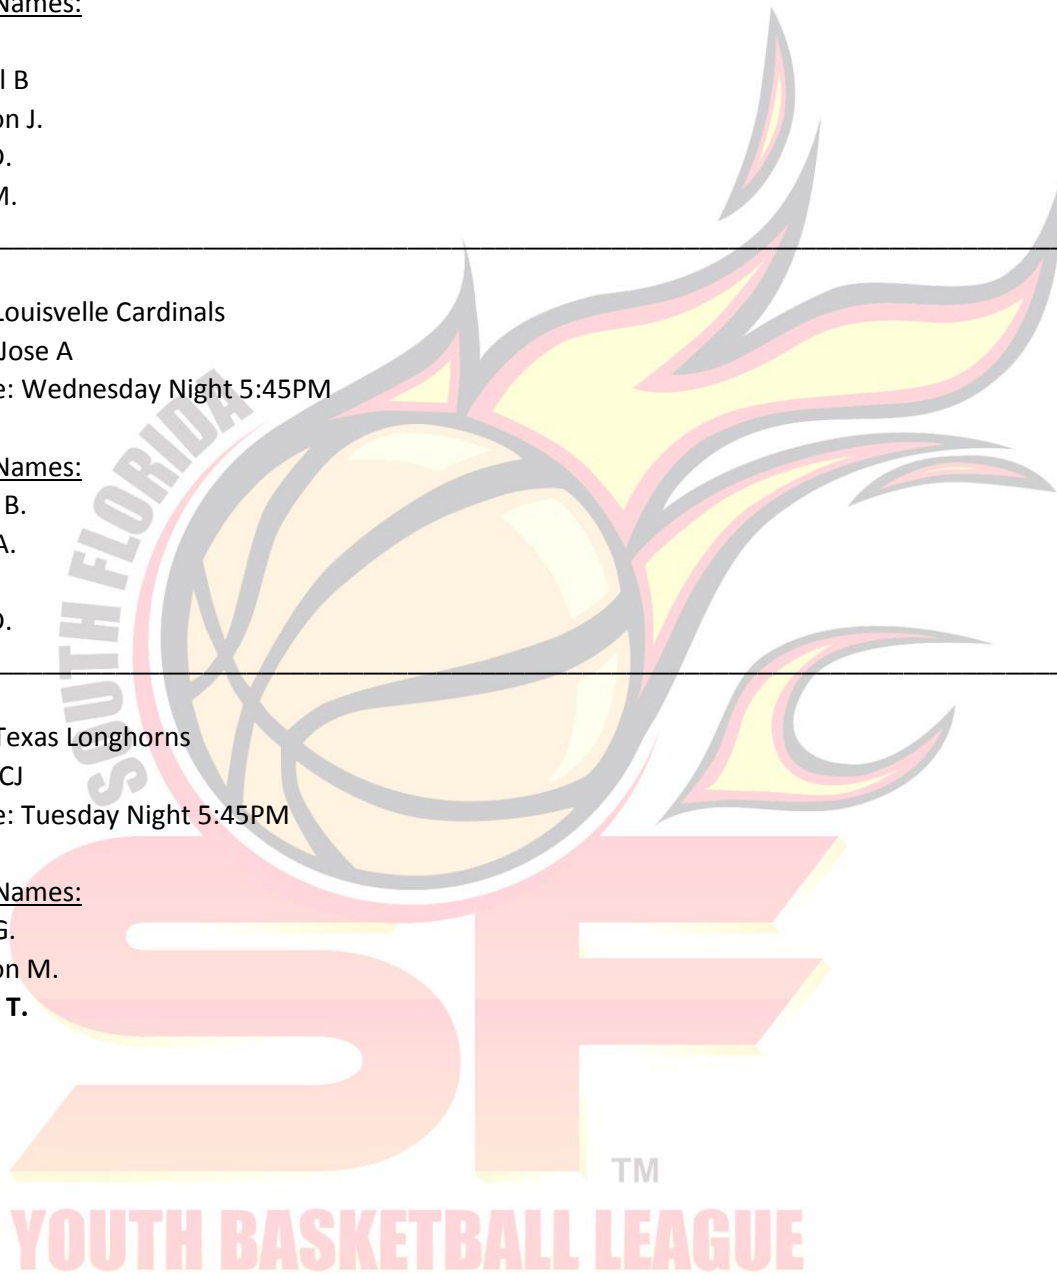 Names:
l B
on J.
D.
M.
Louisvelle Cardinals
Jose A
e: Wednesday Night 5:45PM
Names:
B.
A.
D.
Texas Longhorns
CJ
e: Tuesday Night 5:45PM
Names:
G.
on M.
T.
SOUTH FLORIDA
SF
TM
YOUTH BASKETBALL LEAGUE